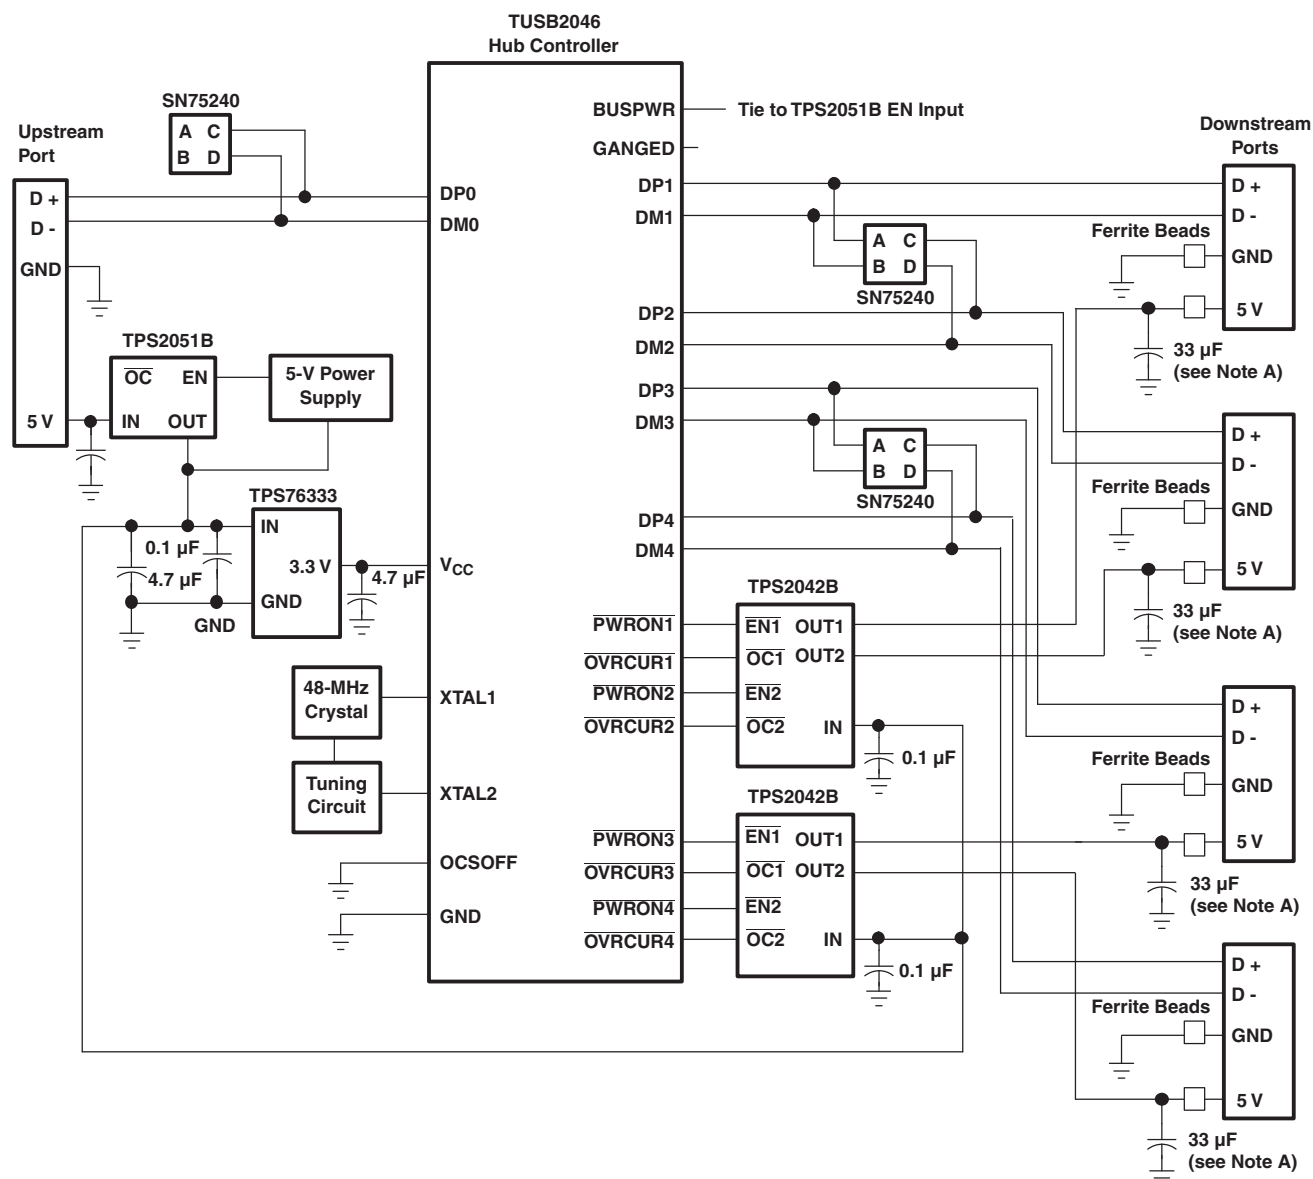 TUSB2046
Hub Controller
SN75240
A C
B D
Upstream
Port
D +
D -
GND
5 V
DP0
DM0
TPS2051B
OC EN
IN OUT
5-V Power
Supply
TPS76333
IN
3.3 V
GND
0.1 µF
4.7 µF
GND
4.7 µF
VCC
48-MHz
Crystal
XTAL1
Tuning
Circuit
XTAL2
OCSOFF
GND
BUSPWR
Tie to TPS2051B EN Input
GANGED
DP1
DM1
A C
B D
SN75240
DP2
DM2
DP3
DM3
A C
B D
SN75240
DP4
DM4
TPS2042B
PWRON1
EN1 OUT1
OVRCUR1
OC1 OUT2
PWRON2
EN2
OVRCUR2
OC2 IN
0.1 µF
TPS2042B
PWRON3
EN1 OUT1
OVRCUR3
OC1 OUT2
PWRON4
EN2
OVRCUR4
OC2 IN
0.1 µF
Downstream
Ports
D +
D -
Ferrite Beads
GND
5 V
33 µF
(see Note A)
D +
D -
Ferrite Beads
GND
5 V
33 µF
(see Note A)
D +
D -
Ferrite Beads
GND
5 V
33 µF
(see Note A)
D +
D -
Ferrite Beads
GND
5 V
33 µF
(see Note A)